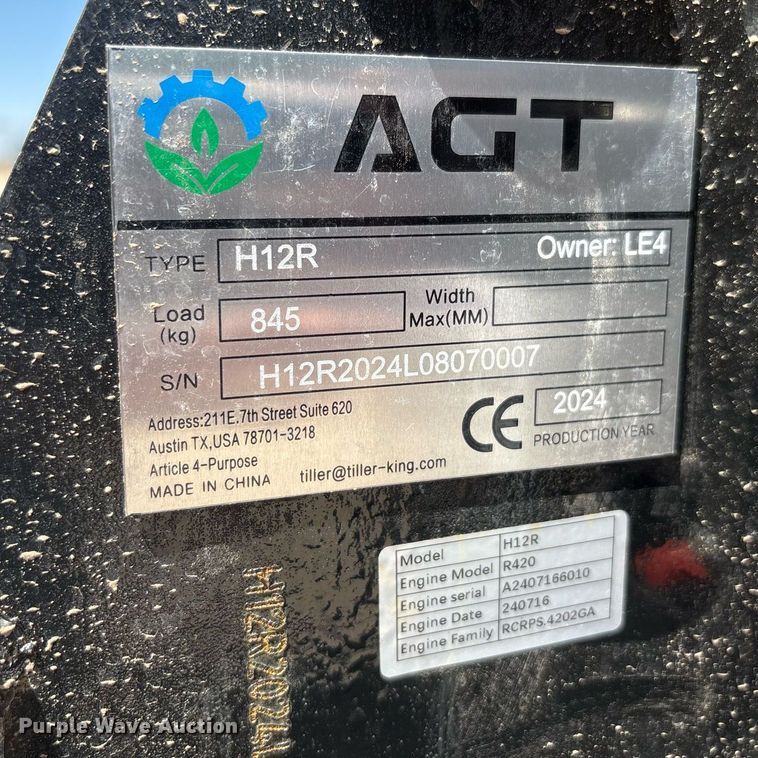 AGT
TYPE H12R Owner: LE4
Load (kg) 845 Width Max(MM)
S/N H12R2024L08070007
Address:211E.7th Street Suite 620
Austin TX,USA 78701-3218
Article 4-Purpose
MADE IN CHINA tiller@tiller-king.com
CE 2024
PRODUCTION YEAR
Model H12R
Engine Model R420
Engine serial A2407166010
Engine Date 240716
Engine Family RCRPS.4202GA
H12R2024
Purple Wave Auction